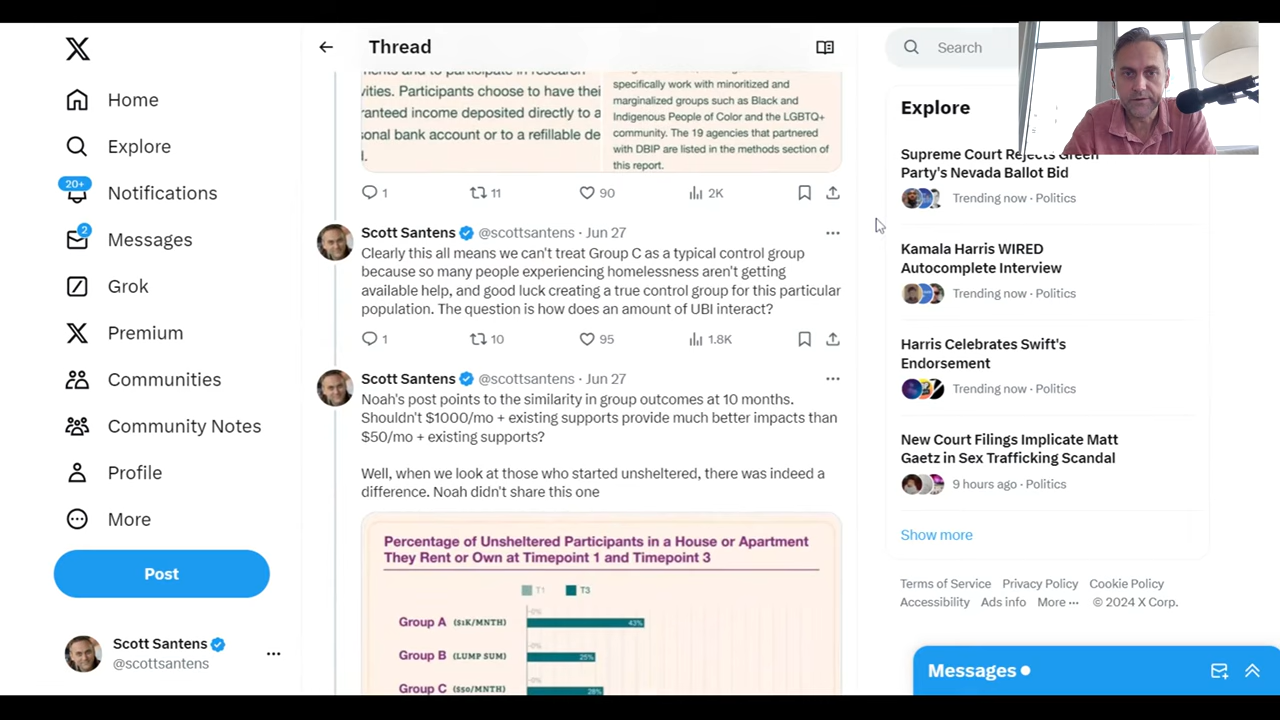 Home
Explore
20+
Notifications
2
Messages
Grok
Premium
Communities
Community Notes
Profile
More
Post
Scott Santens
@scottsantens
Thread
and to participate in research
vities. Participants choose to have thei
ranteed income deposited directly to a
sonal bank account or to a refillable de
specifically work with minoritized and
marginalized groups such as Black and
Indigenous People of Color and the LGBTQ+
community. The 19 agencies that partnered
with DBIP are listed in the methods section of
this report.
1 11 90 2K
Scott Santens @scottsantens · Jun 27
Clearly this all means we can't treat Group C as a typical control group
because so many people experiencing homelessness aren't getting
available help, and good luck creating a true control group for this particular
population. The question is how does an amount of UBI interact?
1 10 95 1.8K
Scott Santens @scottsantens · Jun 27
Noah's post points to the similarity in group outcomes at 10 months.
Shouldn't $1000/mo + existing supports provide much better impacts than
$50/mo + existing supports?
Well, when we look at those who started unsheltered, there was indeed a
difference. Noah didn't share this one
Percentage of Unsheltered Participants in a House or Apartment
They Rent or Own at Timepoint 1 and Timepoint 3
T1 T3
0%
Group A ($1K/MNTH) 43%
0%
Group B (LUMP SUM) 25%
0%
Group C ($50/MNTH) 28%
Search
Explore
Supreme Court Rejects Green
Party's Nevada Ballot Bid
Trending now · Politics
Kamala Harris WIRED
Autocomplete Interview
Trending now · Politics
Harris Celebrates Swift's
Endorsement
Trending now · Politics
New Court Filings Implicate Matt
Gaetz in Sex Trafficking Scandal
9 hours ago · Politics
Show more
Terms of Service Privacy Policy Cookie Policy
Accessibility Ads info More ··· © 2024 X Corp.
Messages